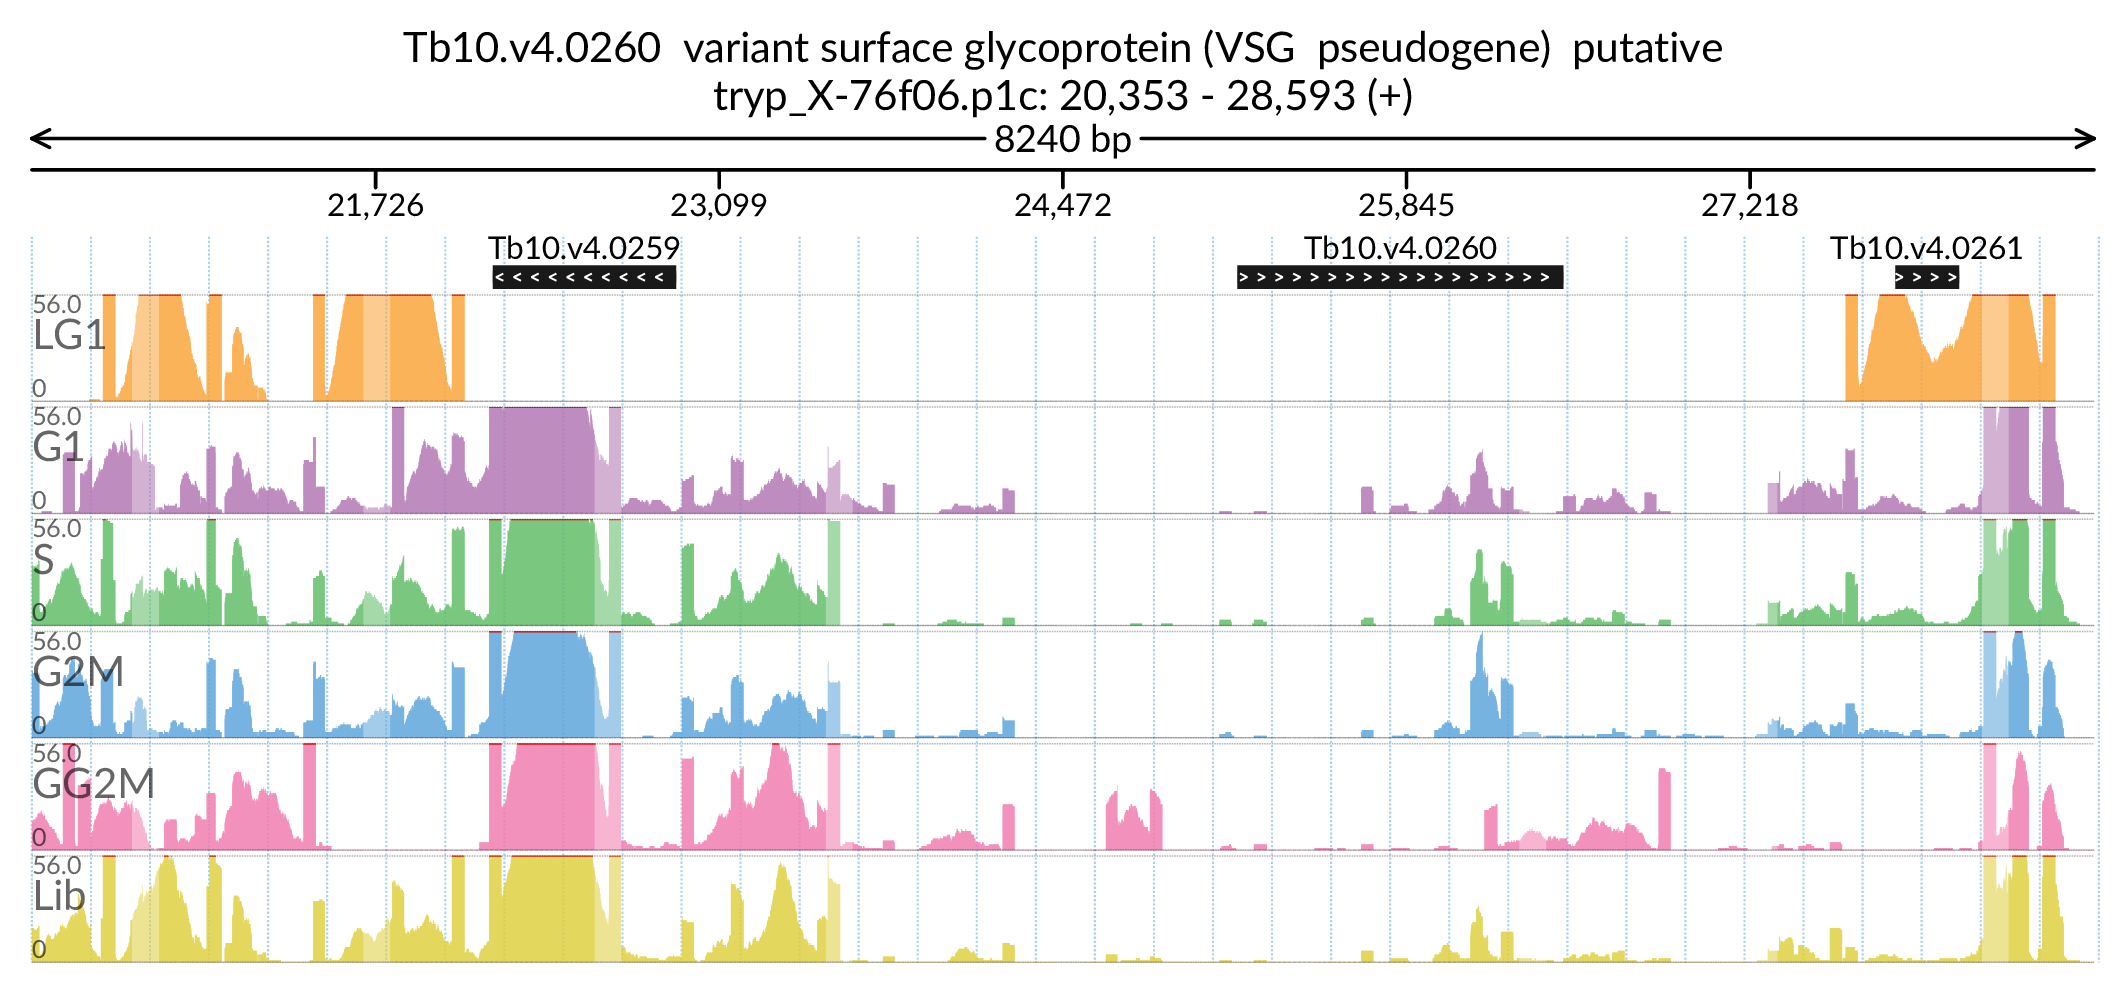 Tb10.v4.0260 variant surface glycoprotein (VSG pseudogene) putative
tryp_X-76f06.p1c: 20,353 - 28,593 (+)
8240 bp
21,726 23,099 24,472 25,845 27,218
Tb10.v4.0259 Tb10.v4.0260 Tb10.v4.0261
56.0
LG1
0
56.0
G1
0
56.0
S
0
56.0
G2M
0
56.0
GG2M
0
56.0
Lib
0